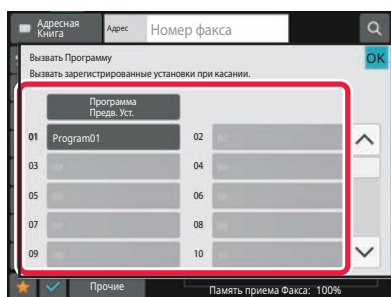 Адресная
Книга
Адрес
Номер факса
Вызвать Программу
OK
Вызвать зарегистрированные установки при касании.
Программа
Предв. Уст.
01 Program01 02
03 04
05 06
07 08
09 10
Прочие
Память приема Факса: 100%